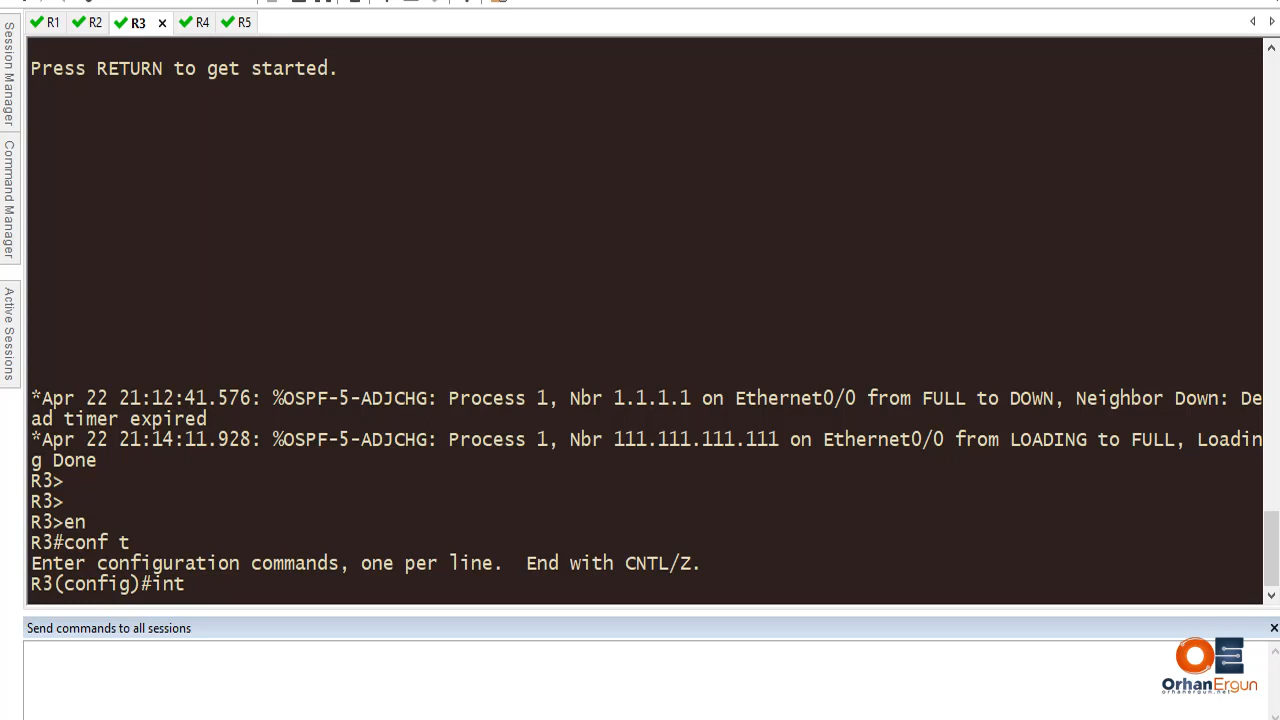 R1 R2 R3 R4 R5
Session Manager
Command Manager
Active Sessions
Press RETURN to get started.
*Apr 22 21:12:41.576: %OSPF-5-ADJCHG: Process 1, Nbr 1.1.1.1 on Ethernet0/0 from FULL to DOWN, Neighbor Down: De
ad timer expired
*Apr 22 21:14:11.928: %OSPF-5-ADJCHG: Process 1, Nbr 111.111.111.111 on Ethernet0/0 from LOADING to FULL, Loadin
g Done
R3>
R3>
R3>en
R3#conf t
Enter configuration commands, one per line.  End with CNTL/Z.
R3(config)#int
Send commands to all sessions
OrhanErgun
orhanergun.net